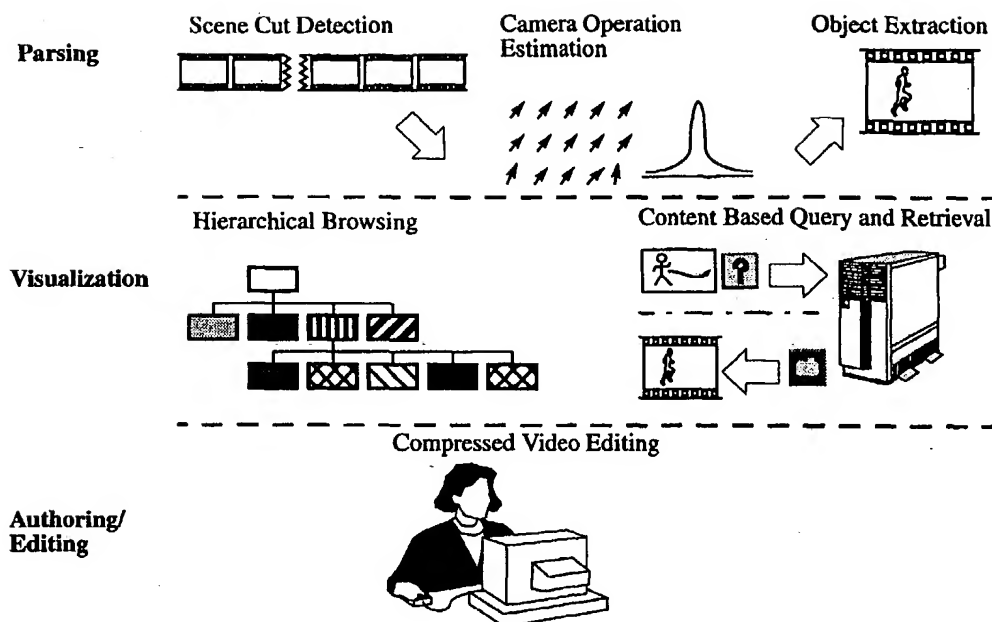 Scene Cut Detection
Camera Operation
Estimation
Object Extraction
Parsing
Hierarchical Browsing
Content Based Query and Retrieval
Visualization
Compressed Video Editing
Authoring/
Editing